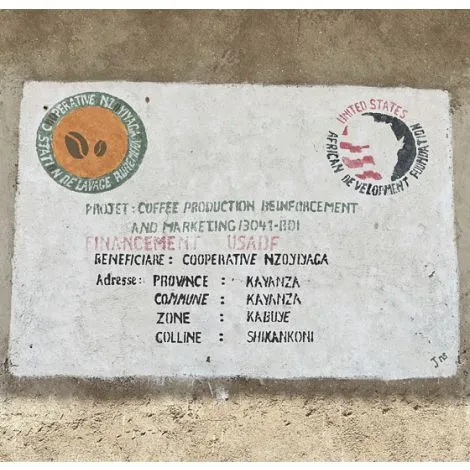 COOPERATIVE NZOYIYAGA
STATION DE LAVAGE
UNITED STATES
AFRICAN DEVELOPMENT FOUNDATION
PROJET : COFFEE PRODUCTION REINFORCEMENT
AND MARKETING/3041-BDI
FINANCEMENT USADF
BENEFICIARE: COOPERATIVE NZOYIYAGA
Adresse: PROVINCE : KAYANZA
COMMUNE : KAYANZA
ZONE : KABUYE
COLLINE : SHIKANKONI